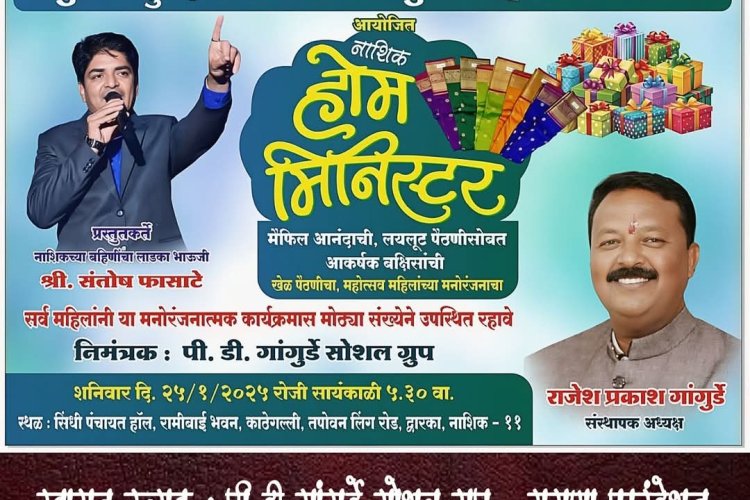 आयोजित
नाशिक
होम
मिनिस्टर
मैफिल आनंदाची, लयलूट पैठणीसोबत
आकर्षक बक्षिसांची
खेळ पैठणीचा, महोत्सव महिलांच्या मनोरंजनाचा
प्रस्तुतकर्ते
नाशिकच्या बहिणींचा लाडका भाऊजी
श्री. संतोष फासाटे
सर्व महिलांनी या मनोरंजनात्मक कार्यक्रमास मोठ्या संख्येने उपस्थित रहावे
निमंत्रक : पी. डी. गांगुर्डे सोशल ग्रुप
शनिवार दि. २५/१/२०२५ रोजी सायंकाळी ५.३० वा.
स्थळ : सिंधी पंचायत हॉल, रामीबाई भवन, काठेगल्ली, तपोवन लिंग रोड, द्वारका, नाशिक - ११
राजेश प्रकाश गांगुर्डे
संस्थापक अध्यक्ष